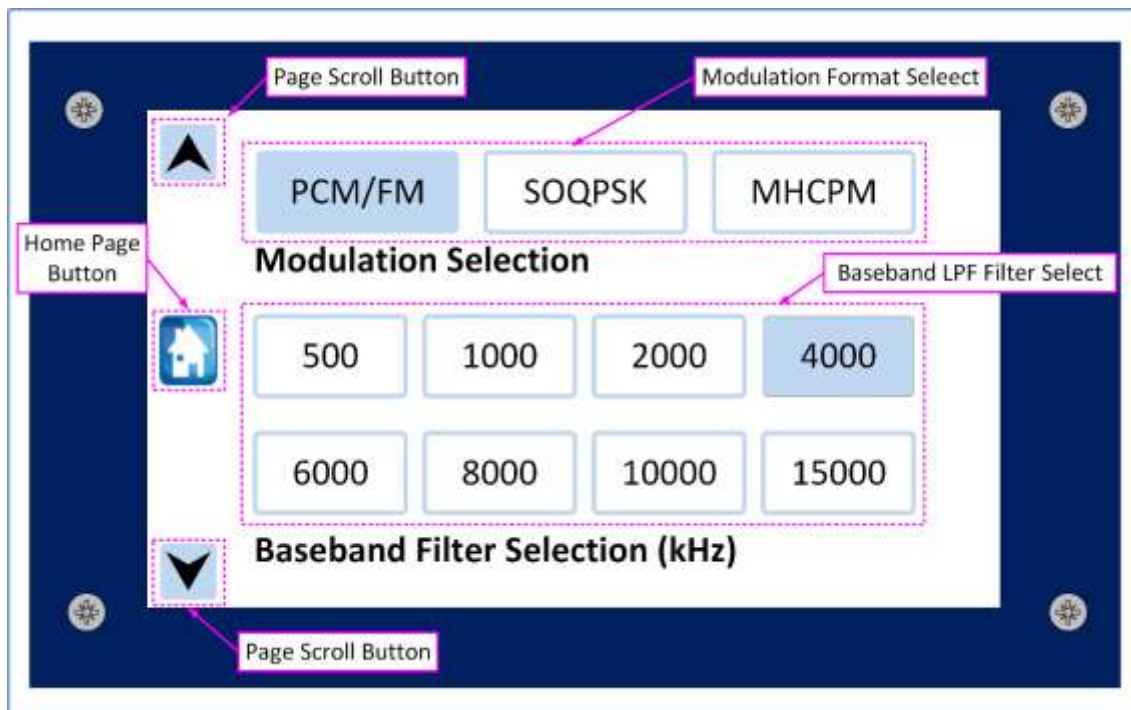 Page Scroll Button
Modulation Format Seleect
PCM/FM SOQPSK MHCPM
Modulation Selection
Home Page
Button
Baseband LPF Filter Select
500 1000 2000 4000
6000 8000 10000 15000
Baseband Filter Selection (kHz)
Page Scroll Button